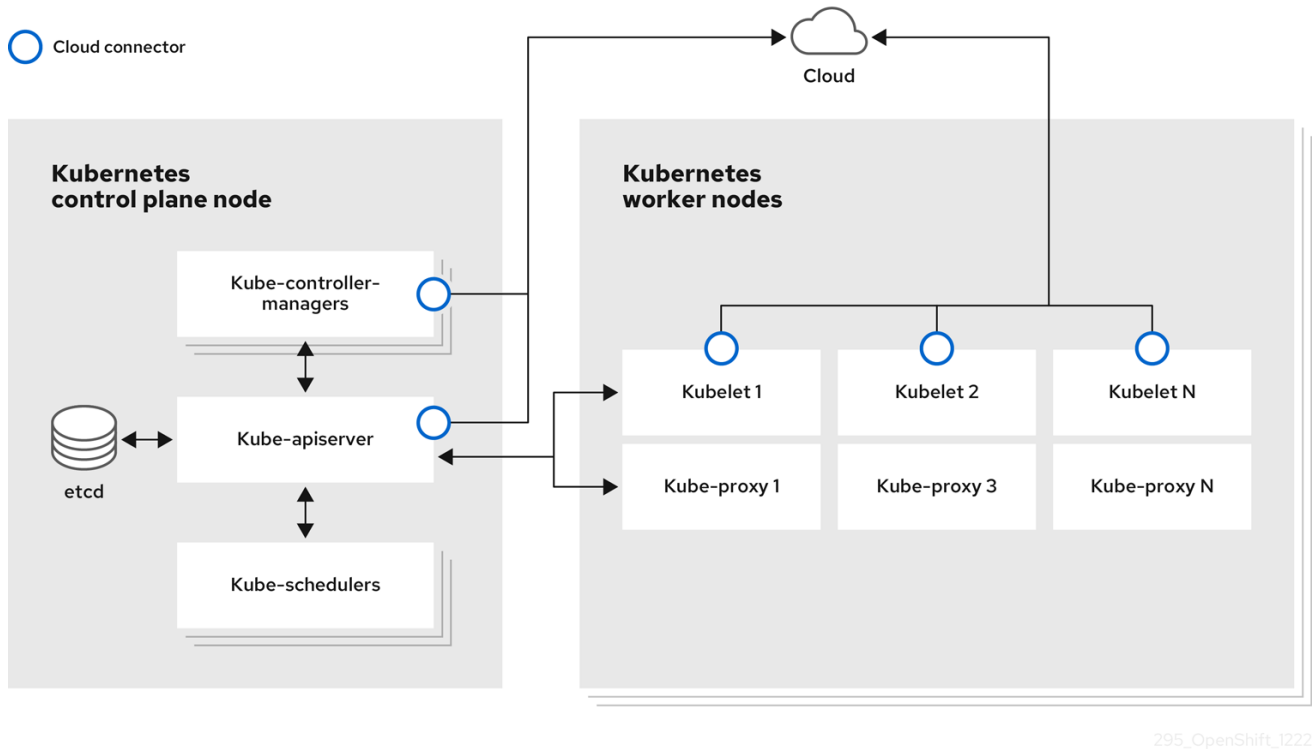 Cloud connector
Cloud
Kubernetes
control plane node
Kube-controller-
managers
Kube-apiserver
etcd
Kube-schedulers
Kubernetes
worker nodes
Kubelet 1
Kubelet 2
Kubelet N
Kube-proxy 1
Kube-proxy 3
Kube-proxy N
295_OpenShift_1222